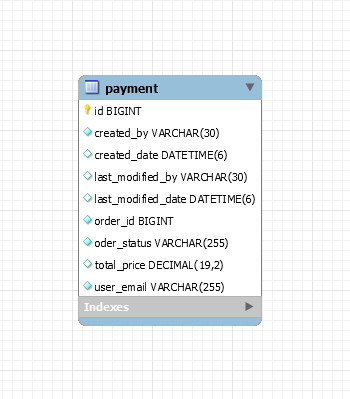 payment
id BIGINT
created_by VARCHAR(30)
created_date DATETIME(6)
last_modified_by VARCHAR(30)
last_modified_date DATETIME(6)
order_id BIGINT
oder_status VARCHAR(255)
total_price DECIMAL(19,2)
user_email VARCHAR(255)
Indexes